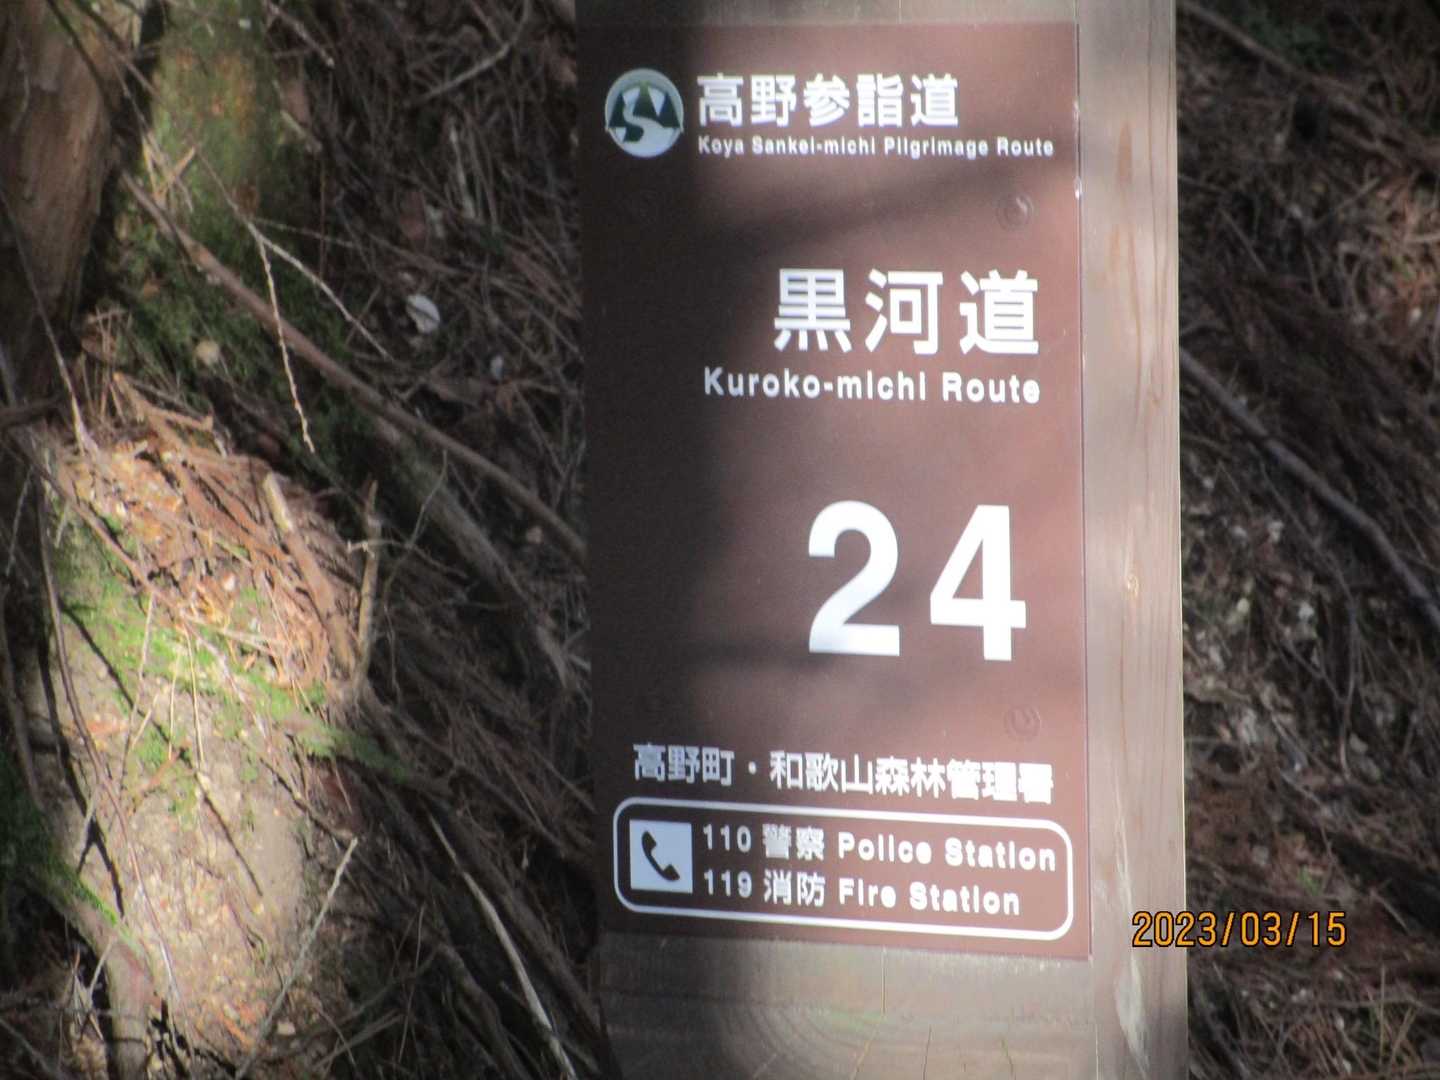 高野参詣道
Koya Sankei-michi Pilgrimage Route
黒河道
Kuroko-michi Route
24
高野町・和歌山森林管理署
110 警察 Police Station
119 消防 Fire Station
2023/03/15